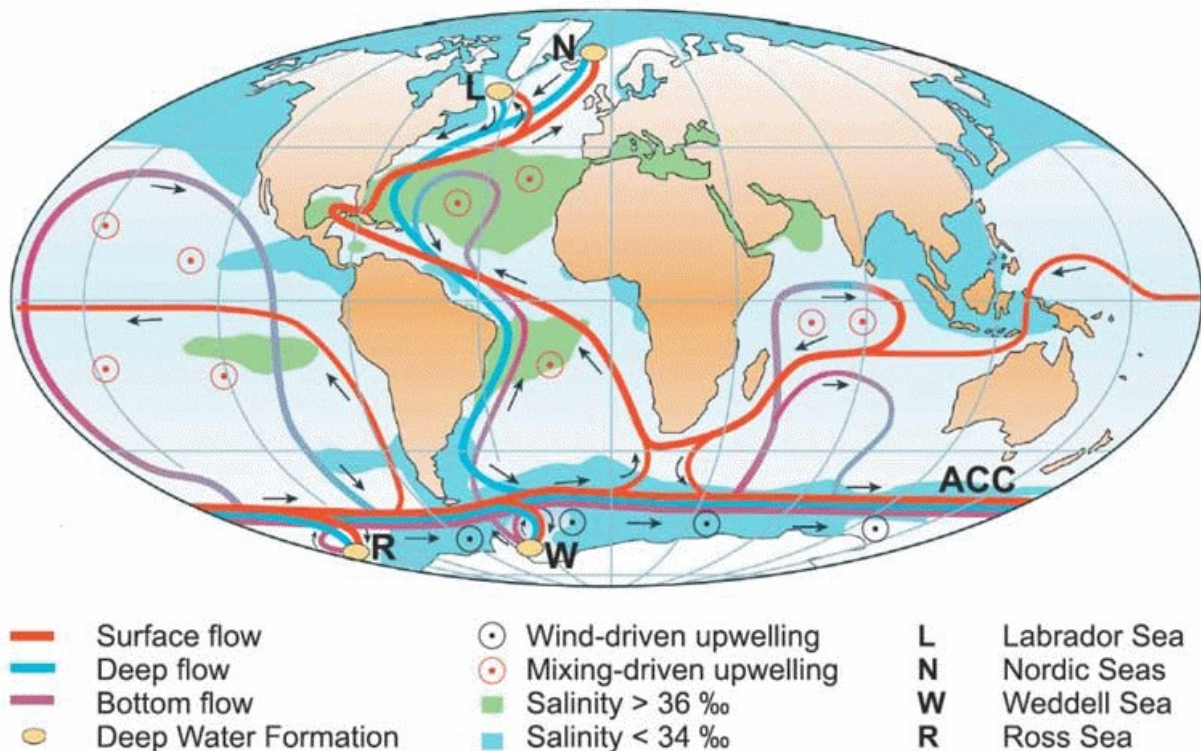 N
L
ACC
R
W
Surface flow
Deep flow
Bottom flow
Deep Water Formation
Wind-driven upwelling
Mixing-driven upwelling
Salinity > 36 ‰
Salinity < 34 ‰
L Labrador Sea
N Nordic Seas
W Weddell Sea
R Ross Sea